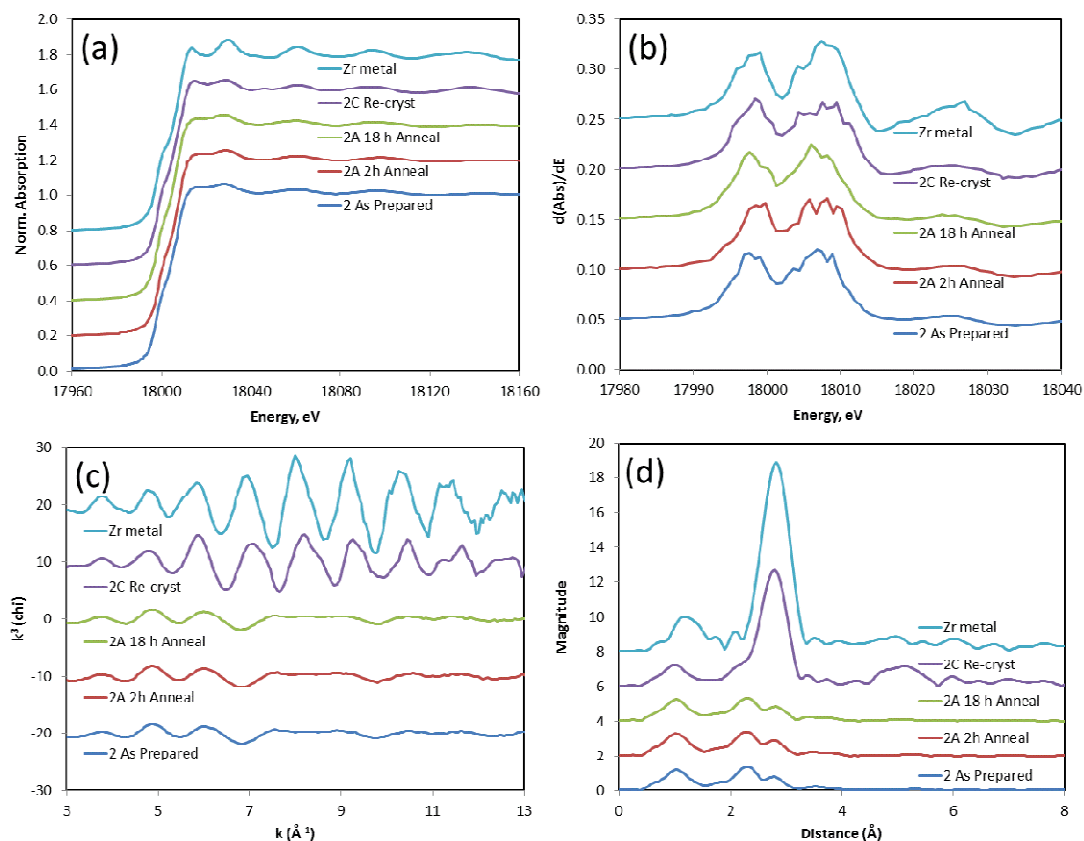 (a)
2.0
1.8
1.6
1.4
1.2
1.0
0.8
0.6
0.4
0.2
0.0
Norm. Absorption
Zr metal
2C Re-cryst
2A 18 h Anneal
2A 2h Anneal
2 As Prepared
17960 18000 18040 18080 18120 18160
Energy, eV
(b)
0.35
0.30
0.25
0.20
0.15
0.10
0.05
0.00
d(Abs)/dE
Zr metal
2C Re-cryst
2A 18 h Anneal
2A 2h Anneal
2 As Prepared
17980 17990 18000 18010 18020 18030 18040
Energy, eV
(c)
30
20
10
0
-10
-20
-30
k³ (chi)
Zr metal
2C Re-cryst
2A 18 h Anneal
2A 2h Anneal
2 As Prepared
3 5 7 9 11 13
k (Å⁻¹)
(d)
20
18
16
14
12
10
8
6
4
2
0
Magnitude
Zr metal
2C Re-cryst
2A 18 h Anneal
2A 2h Anneal
2 As Prepared
0 2 4 6 8
Distance (Å)